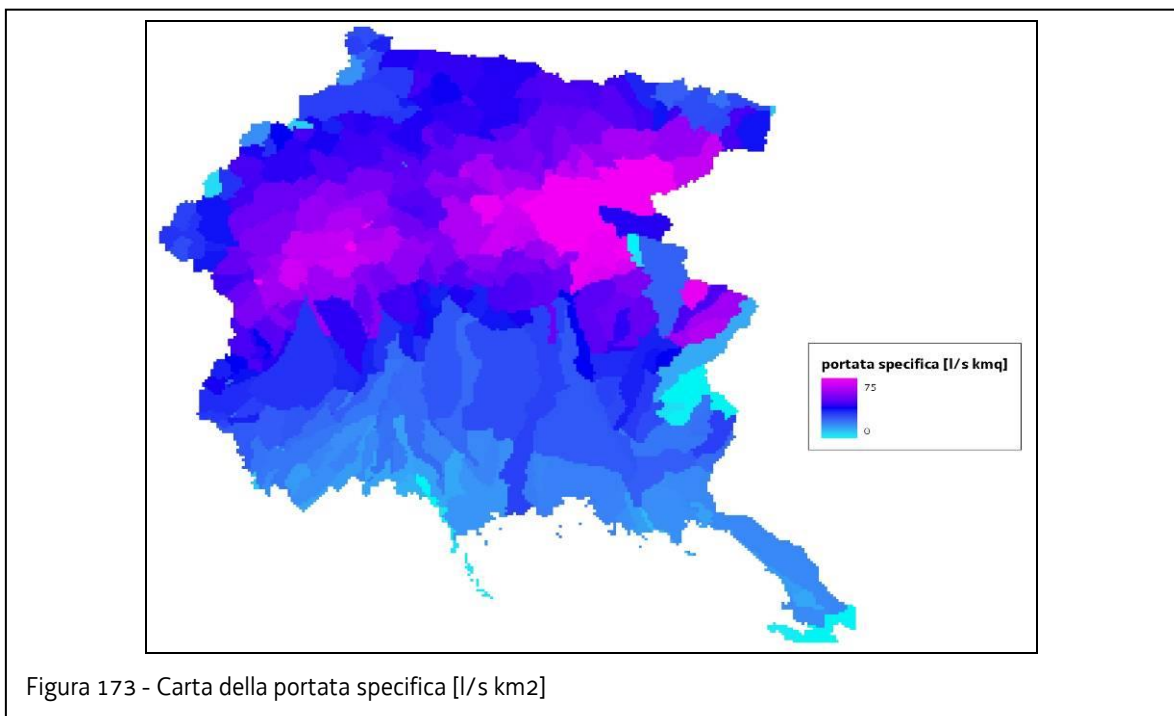 portata specifica [l/s kmq]
75
0
Figura 173 - Carta della portata specifica [l/s km2]